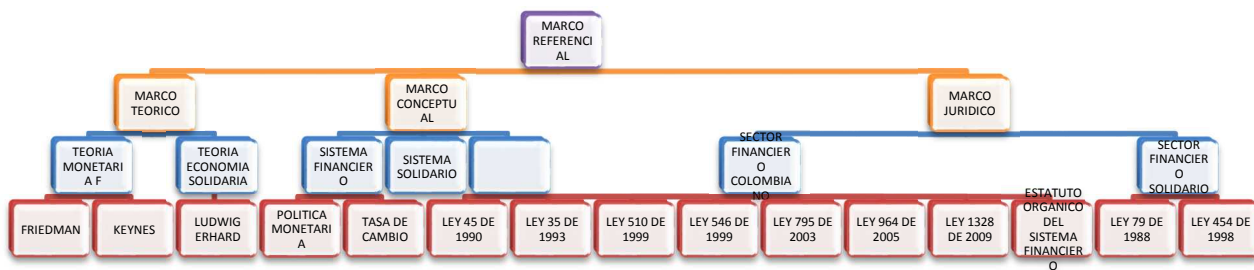 MARCO
REFERENCI
AL
MARCO
TEORICO
MARCO
CONCEPTU
AL
MARCO
JURIDICO
TEORIA
MONETARI
A F
TEORIA
ECONOMIA
SOLIDARIA
SISTEMA
FINANCIER
O
SISTEMA
SOLIDARIO
SECTOR
FINANCIER
O
COLOMBIA
NO
SECTOR
FINANCIER
O
SOLIDARIO
FRIEDMAN
KEYNES
LUDWIG
ERHARD
POLITICA
MONETARI
A
TASA DE
CAMBIO
LEY 45 DE
1990
LEY 35 DE
1993
LEY 510 DE
1999
LEY 546 DE
1999
LEY 795 DE
2003
LEY 964 DE
2005
LEY 1328
DE 2009
ESTATUTO
ORGANICO
DEL
SISTEMA
FINANCIER
O
LEY 79 DE
1988
LEY 454 DE
1998